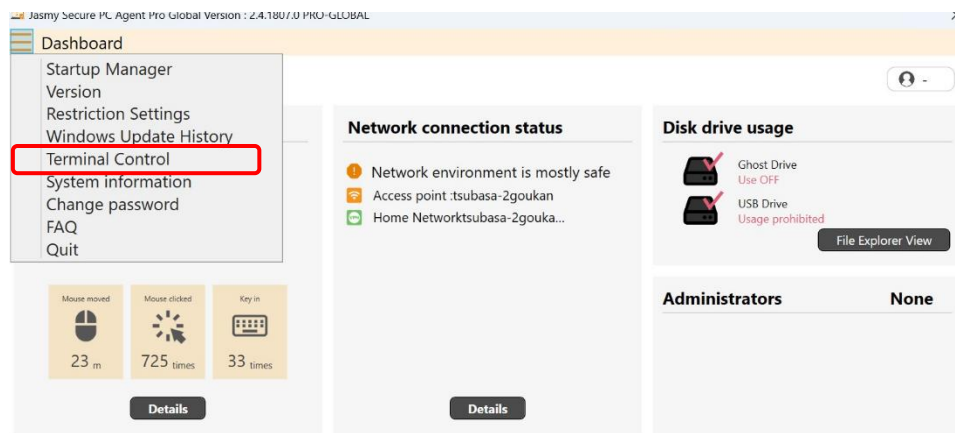 Jasmy Secure PC Agent Pro Global Version : 2.4.1807.0 PRO-GLOBAL
Dashboard
Startup Manager
Version
Restriction Settings
Windows Update History
Terminal Control
System information
Change password
FAQ
Quit
-
Mouse moved
23 m
Mouse clicked
725 times
Key in
33 times
Details
Network connection status
Network environment is mostly safe
Access point :tsubasa-2goukan
Home Networktsubasa-2gouka...
Details
Disk drive usage
Ghost Drive
Use OFF
USB Drive
Usage prohibited
File Explorer View
Administrators None